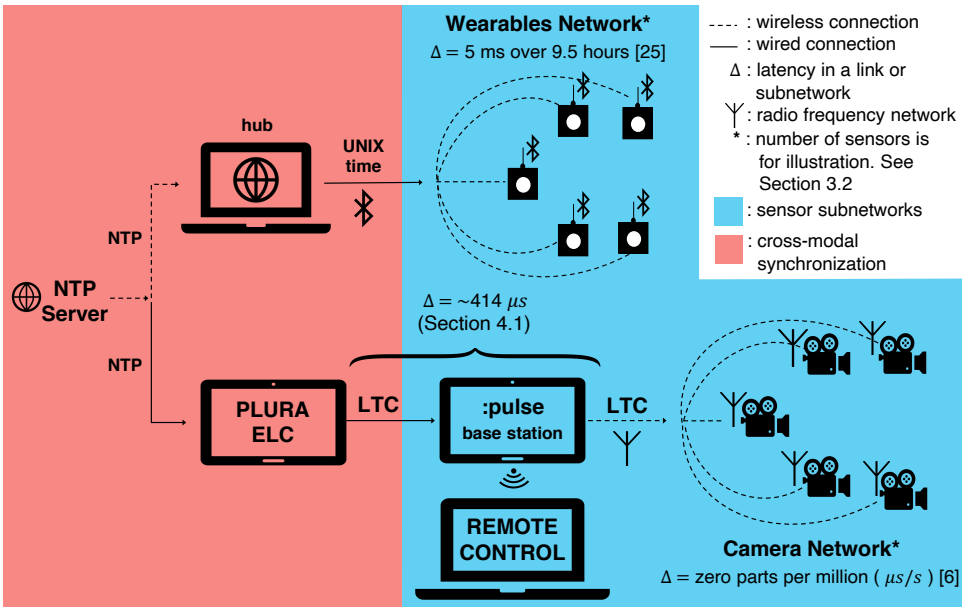 Wearables Network*
Δ = 5 ms over 9.5 hours [25]
: wireless connection
: wired connection
Δ : latency in a link or
subnetwork
: radio frequency network
* : number of sensors is
for illustration. See
Section 3.2
: sensor subnetworks
: cross-modal
synchronization
hub
UNIX
time
NTP
NTP
Server
NTP
Δ = ~414 μs
(Section 4.1)
PLURA
ELC
LTC
:pulse
base station
LTC
REMOTE
CONTROL
Camera Network*
Δ = zero parts per million ( μs/s ) [6]